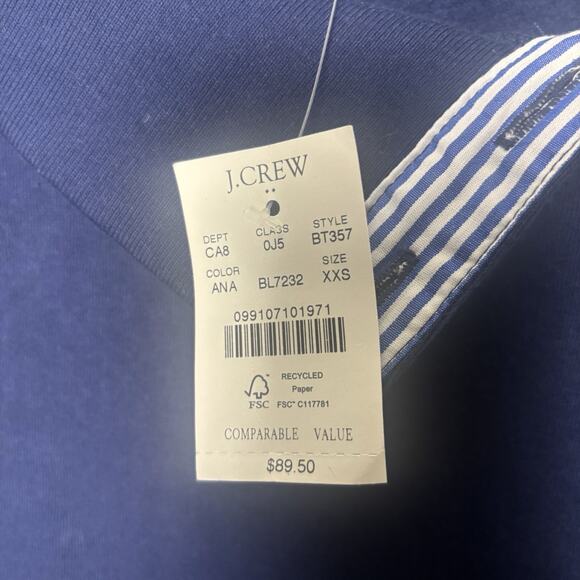 J.CREW
DEPT CLASS STYLE
CA8 0J5 BT357
COLOR SIZE
ANA BL7232 XXS
099107101971
RECYCLED
Paper
FSC™ C117781
FSC
COMPARABLE VALUE
$89.50